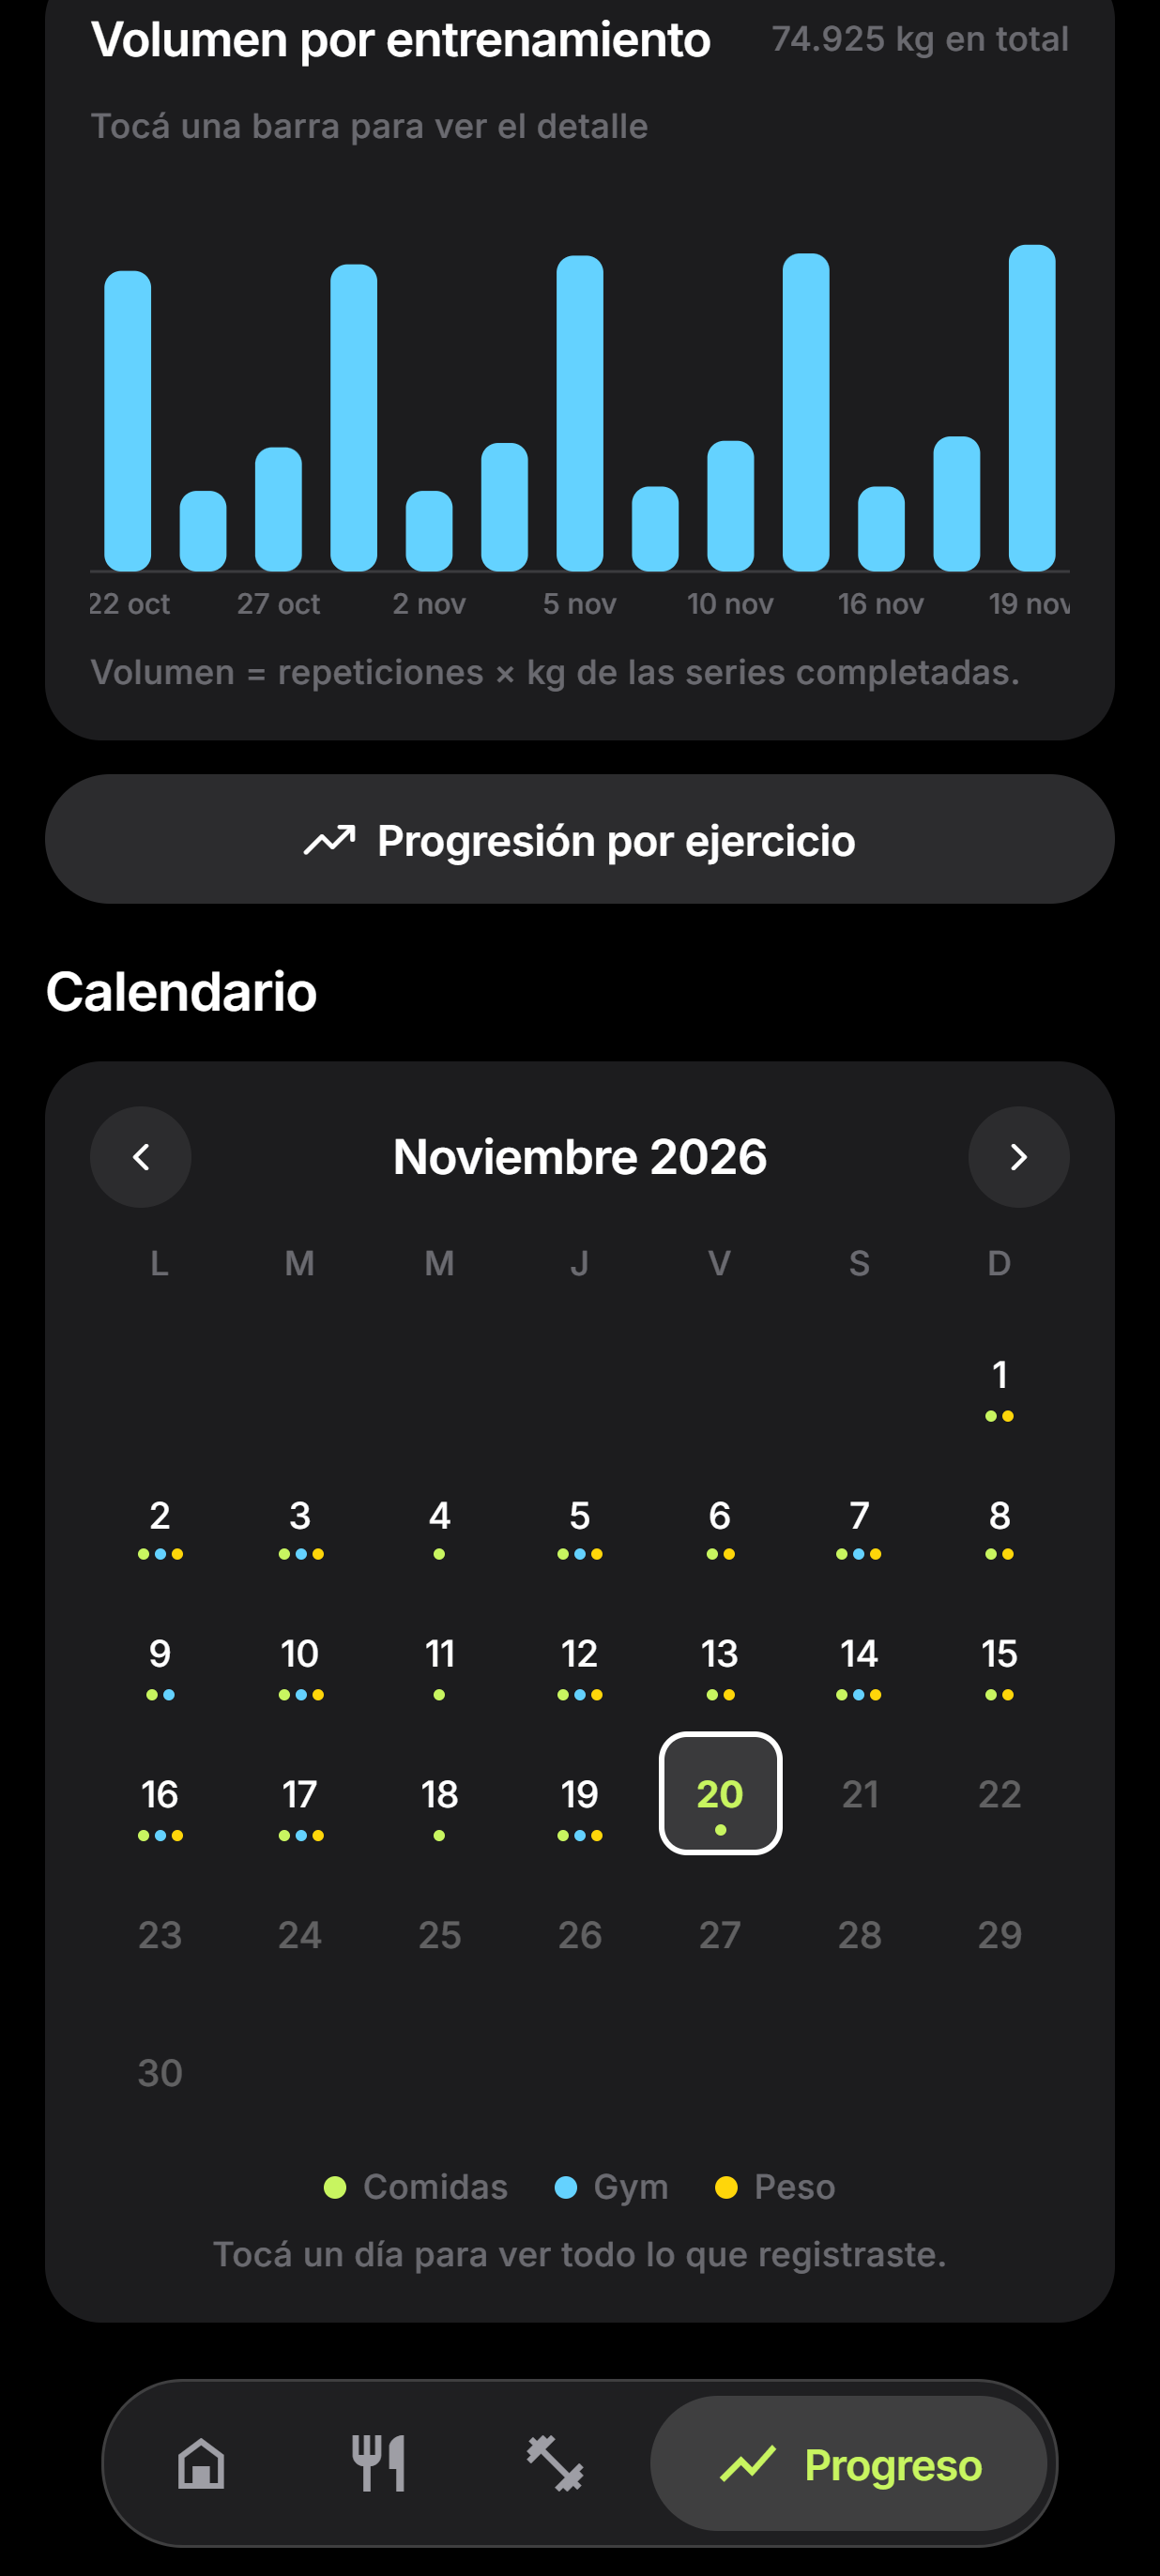 Volumen por entrenamiento 74.925 kg en total
Tocá una barra para ver el detalle
22 oct 27 oct 2 nov 5 nov 10 nov 16 nov 19 nov
Volumen = repeticiones × kg de las series completadas.
Progresión por ejercicio
Calendario
Noviembre 2026
L M M J V S D
1
2 3 4 5 6 7 8
9 10 11 12 13 14 15
16 17 18 19 20 21 22
23 24 25 26 27 28 29
30
Comidas Gym Peso
Tocá un día para ver todo lo que registraste.
Progreso